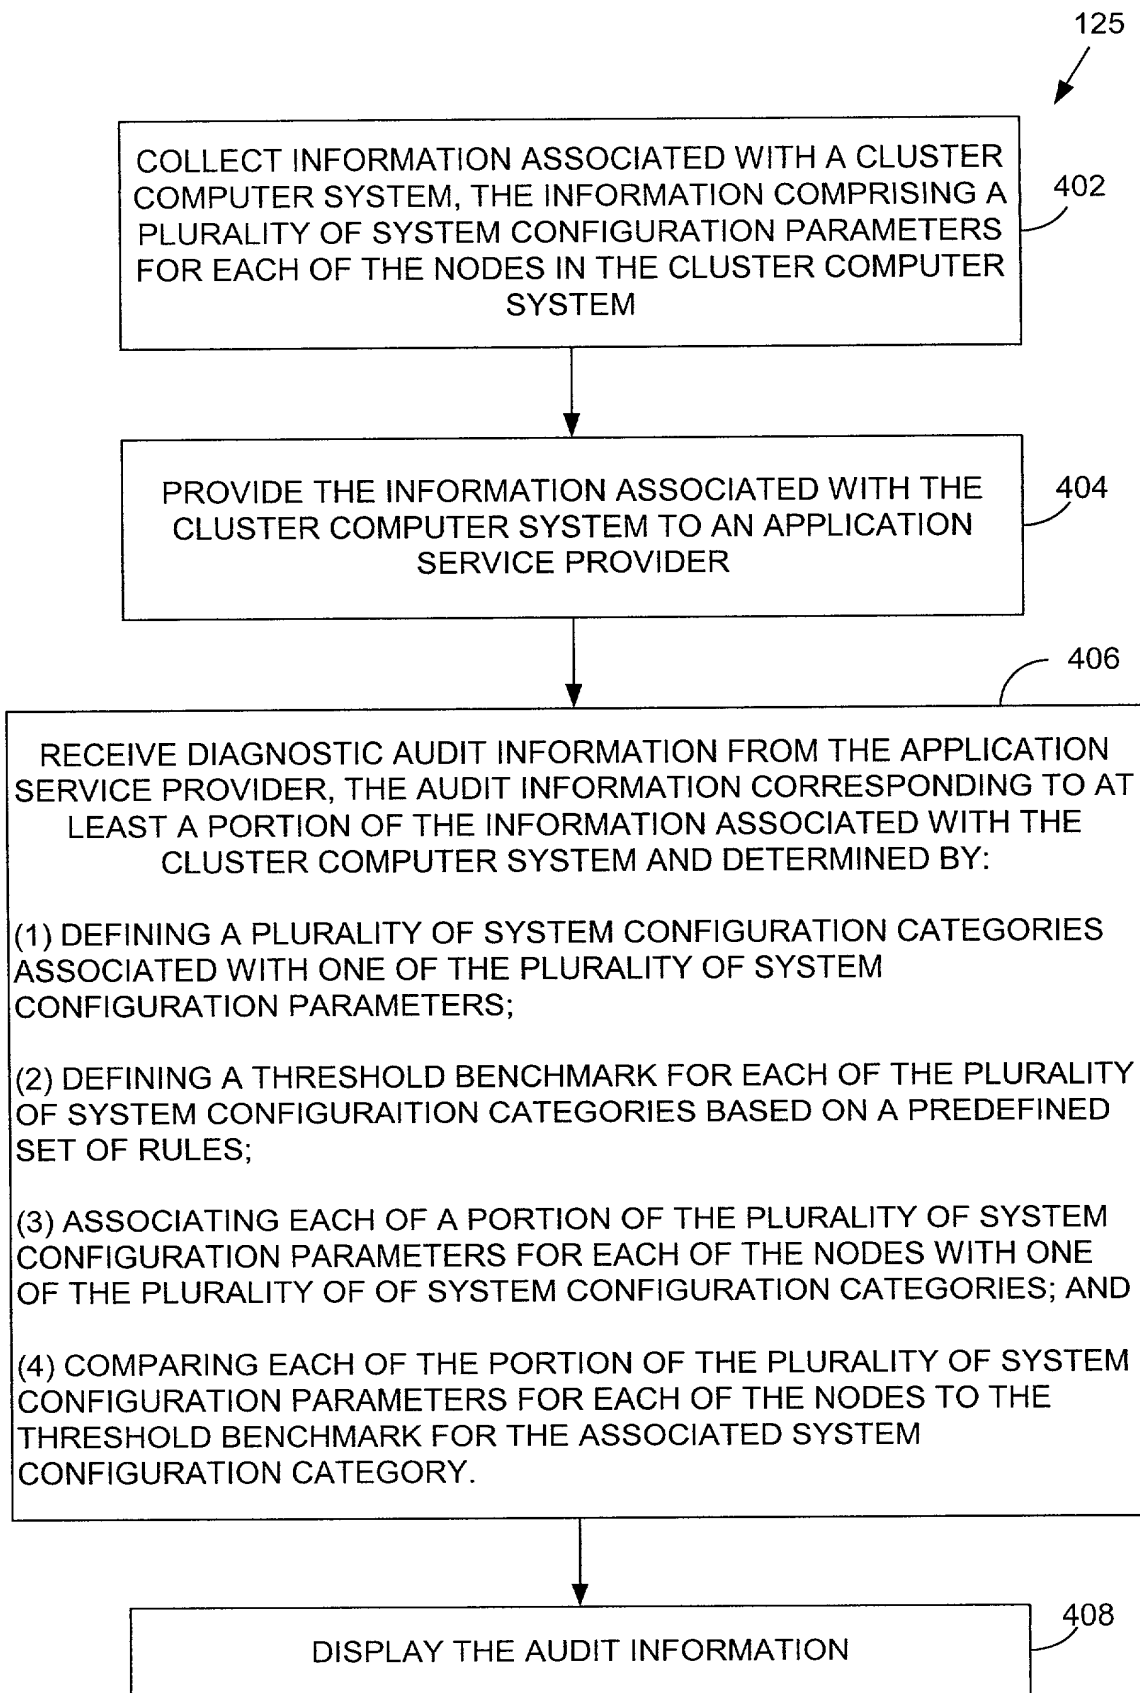 125
COLLECT INFORMATION ASSOCIATED WITH A CLUSTER
COMPUTER SYSTEM, THE INFORMATION COMPRISING A
PLURALITY OF SYSTEM CONFIGURATION PARAMETERS
FOR EACH OF THE NODES IN THE CLUSTER COMPUTER
SYSTEM
402
PROVIDE THE INFORMATION ASSOCIATED WITH THE
CLUSTER COMPUTER SYSTEM TO AN APPLICATION
SERVICE PROVIDER
404
406
RECEIVE DIAGNOSTIC AUDIT INFORMATION FROM THE APPLICATION
SERVICE PROVIDER, THE AUDIT INFORMATION CORRESPONDING TO AT
LEAST A PORTION OF THE INFORMATION ASSOCIATED WITH THE
CLUSTER COMPUTER SYSTEM AND DETERMINED BY:
(1) DEFINING A PLURALITY OF SYSTEM CONFIGURATION CATEGORIES
ASSOCIATED WITH ONE OF THE PLURALITY OF SYSTEM
CONFIGURATION PARAMETERS;
(2) DEFINING A THRESHOLD BENCHMARK FOR EACH OF THE PLURALITY
OF SYSTEM CONFIGURAITION CATEGORIES BASED ON A PREDEFINED
SET OF RULES;
(3) ASSOCIATING EACH OF A PORTION OF THE PLURALITY OF SYSTEM
CONFIGURATION PARAMETERS FOR EACH OF THE NODES WITH ONE
OF THE PLURALITY OF OF SYSTEM CONFIGURATION CATEGORIES; AND
(4) COMPARING EACH OF THE PORTION OF THE PLURALITY OF SYSTEM
CONFIGURATION PARAMETERS FOR EACH OF THE NODES TO THE
THRESHOLD BENCHMARK FOR THE ASSOCIATED SYSTEM
CONFIGURATION CATEGORY.
DISPLAY THE AUDIT INFORMATION
408